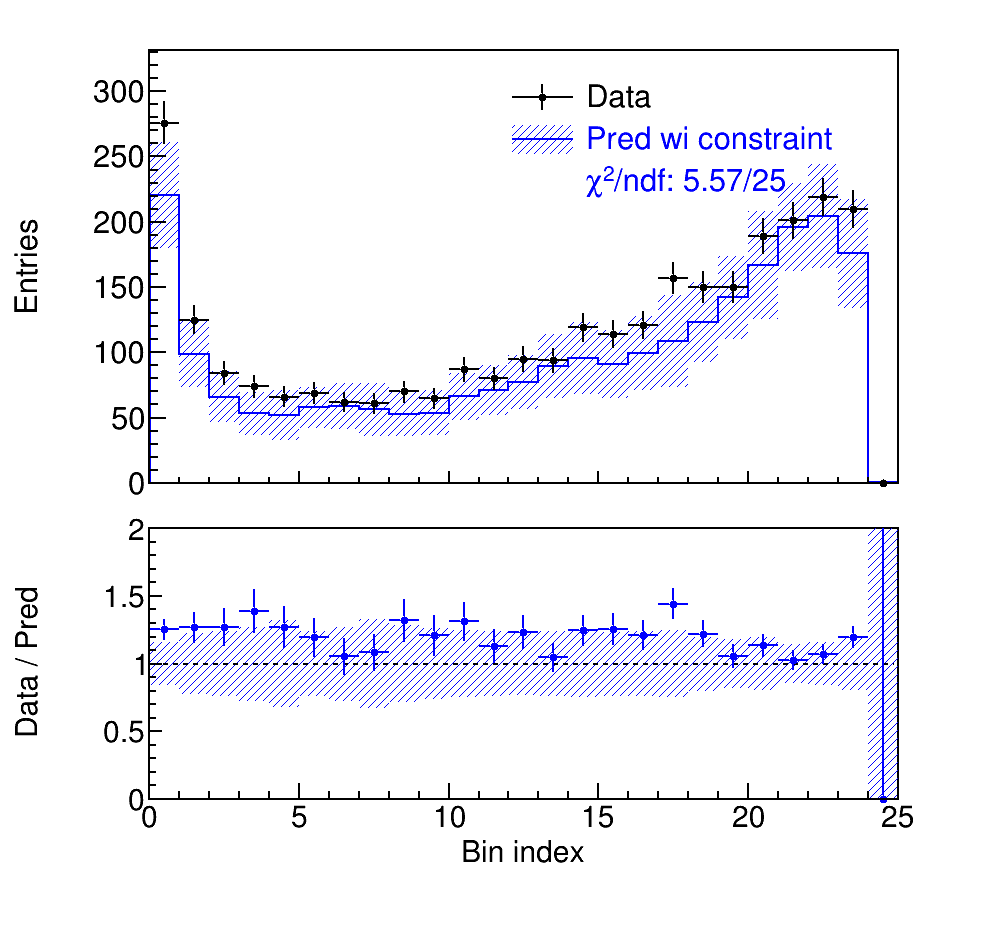 300
250
200
150
100
50
0
Entries
Data
Pred wi constraint
χ²/ndf: 5.57/25
2
1.5
1
0.5
0
Data / Pred
0 5 10 15 20 25
Bin index